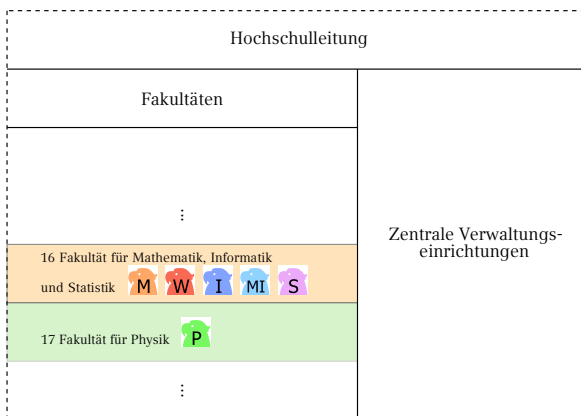 Hochschulleitung
Fakultäten
⋮
16 Fakultät für Mathematik, Informatik
und Statistik M W I MI S
17 Fakultät für Physik P
⋮
Zentrale Verwaltungs-
einrichtungen